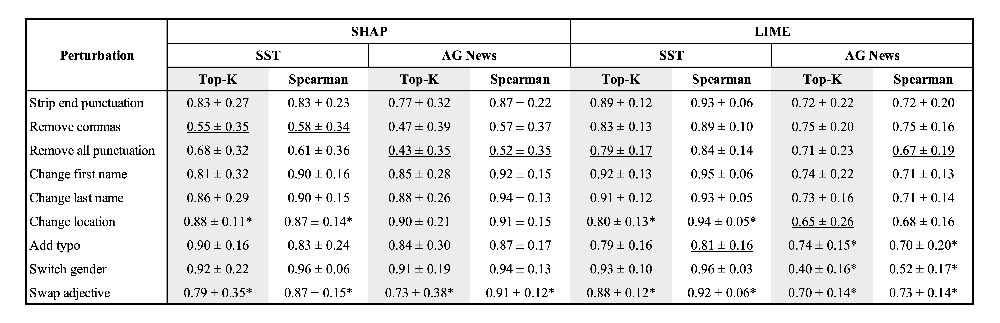 SHAP LIME
Perturbation SST AG News SST AG News
Top-K Spearman Top-K Spearman Top-K Spearman Top-K Spearman
Strip end punctuation 0.83 ± 0.27 0.83 ± 0.23 0.77 ± 0.32 0.87 ± 0.22 0.89 ± 0.12 0.93 ± 0.06 0.72 ± 0.22 0.72 ± 0.20
Remove commas 0.55 ± 0.35 0.58 ± 0.34 0.47 ± 0.39 0.57 ± 0.37 0.83 ± 0.13 0.89 ± 0.10 0.75 ± 0.20 0.75 ± 0.16
Remove all punctuation 0.68 ± 0.32 0.61 ± 0.36 0.43 ± 0.35 0.52 ± 0.35 0.79 ± 0.17 0.84 ± 0.14 0.71 ± 0.23 0.67 ± 0.19
Change first name 0.81 ± 0.32 0.90 ± 0.16 0.85 ± 0.28 0.92 ± 0.15 0.92 ± 0.13 0.95 ± 0.06 0.74 ± 0.22 0.71 ± 0.13
Change last name 0.86 ± 0.29 0.90 ± 0.15 0.88 ± 0.26 0.94 ± 0.13 0.91 ± 0.12 0.93 ± 0.05 0.73 ± 0.16 0.71 ± 0.14
Change location 0.88 ± 0.11* 0.87 ± 0.14* 0.90 ± 0.21 0.91 ± 0.15 0.80 ± 0.13* 0.94 ± 0.05* 0.65 ± 0.26 0.68 ± 0.16
Add typo 0.90 ± 0.16 0.83 ± 0.24 0.84 ± 0.30 0.87 ± 0.17 0.79 ± 0.16 0.81 ± 0.16 0.74 ± 0.15* 0.70 ± 0.20*
Switch gender 0.92 ± 0.22 0.96 ± 0.06 0.91 ± 0.19 0.94 ± 0.13 0.93 ± 0.10 0.96 ± 0.03 0.40 ± 0.16* 0.52 ± 0.17*
Swap adjective 0.79 ± 0.35* 0.87 ± 0.15* 0.73 ± 0.38* 0.91 ± 0.12* 0.88 ± 0.12* 0.92 ± 0.06* 0.70 ± 0.14* 0.73 ± 0.14*